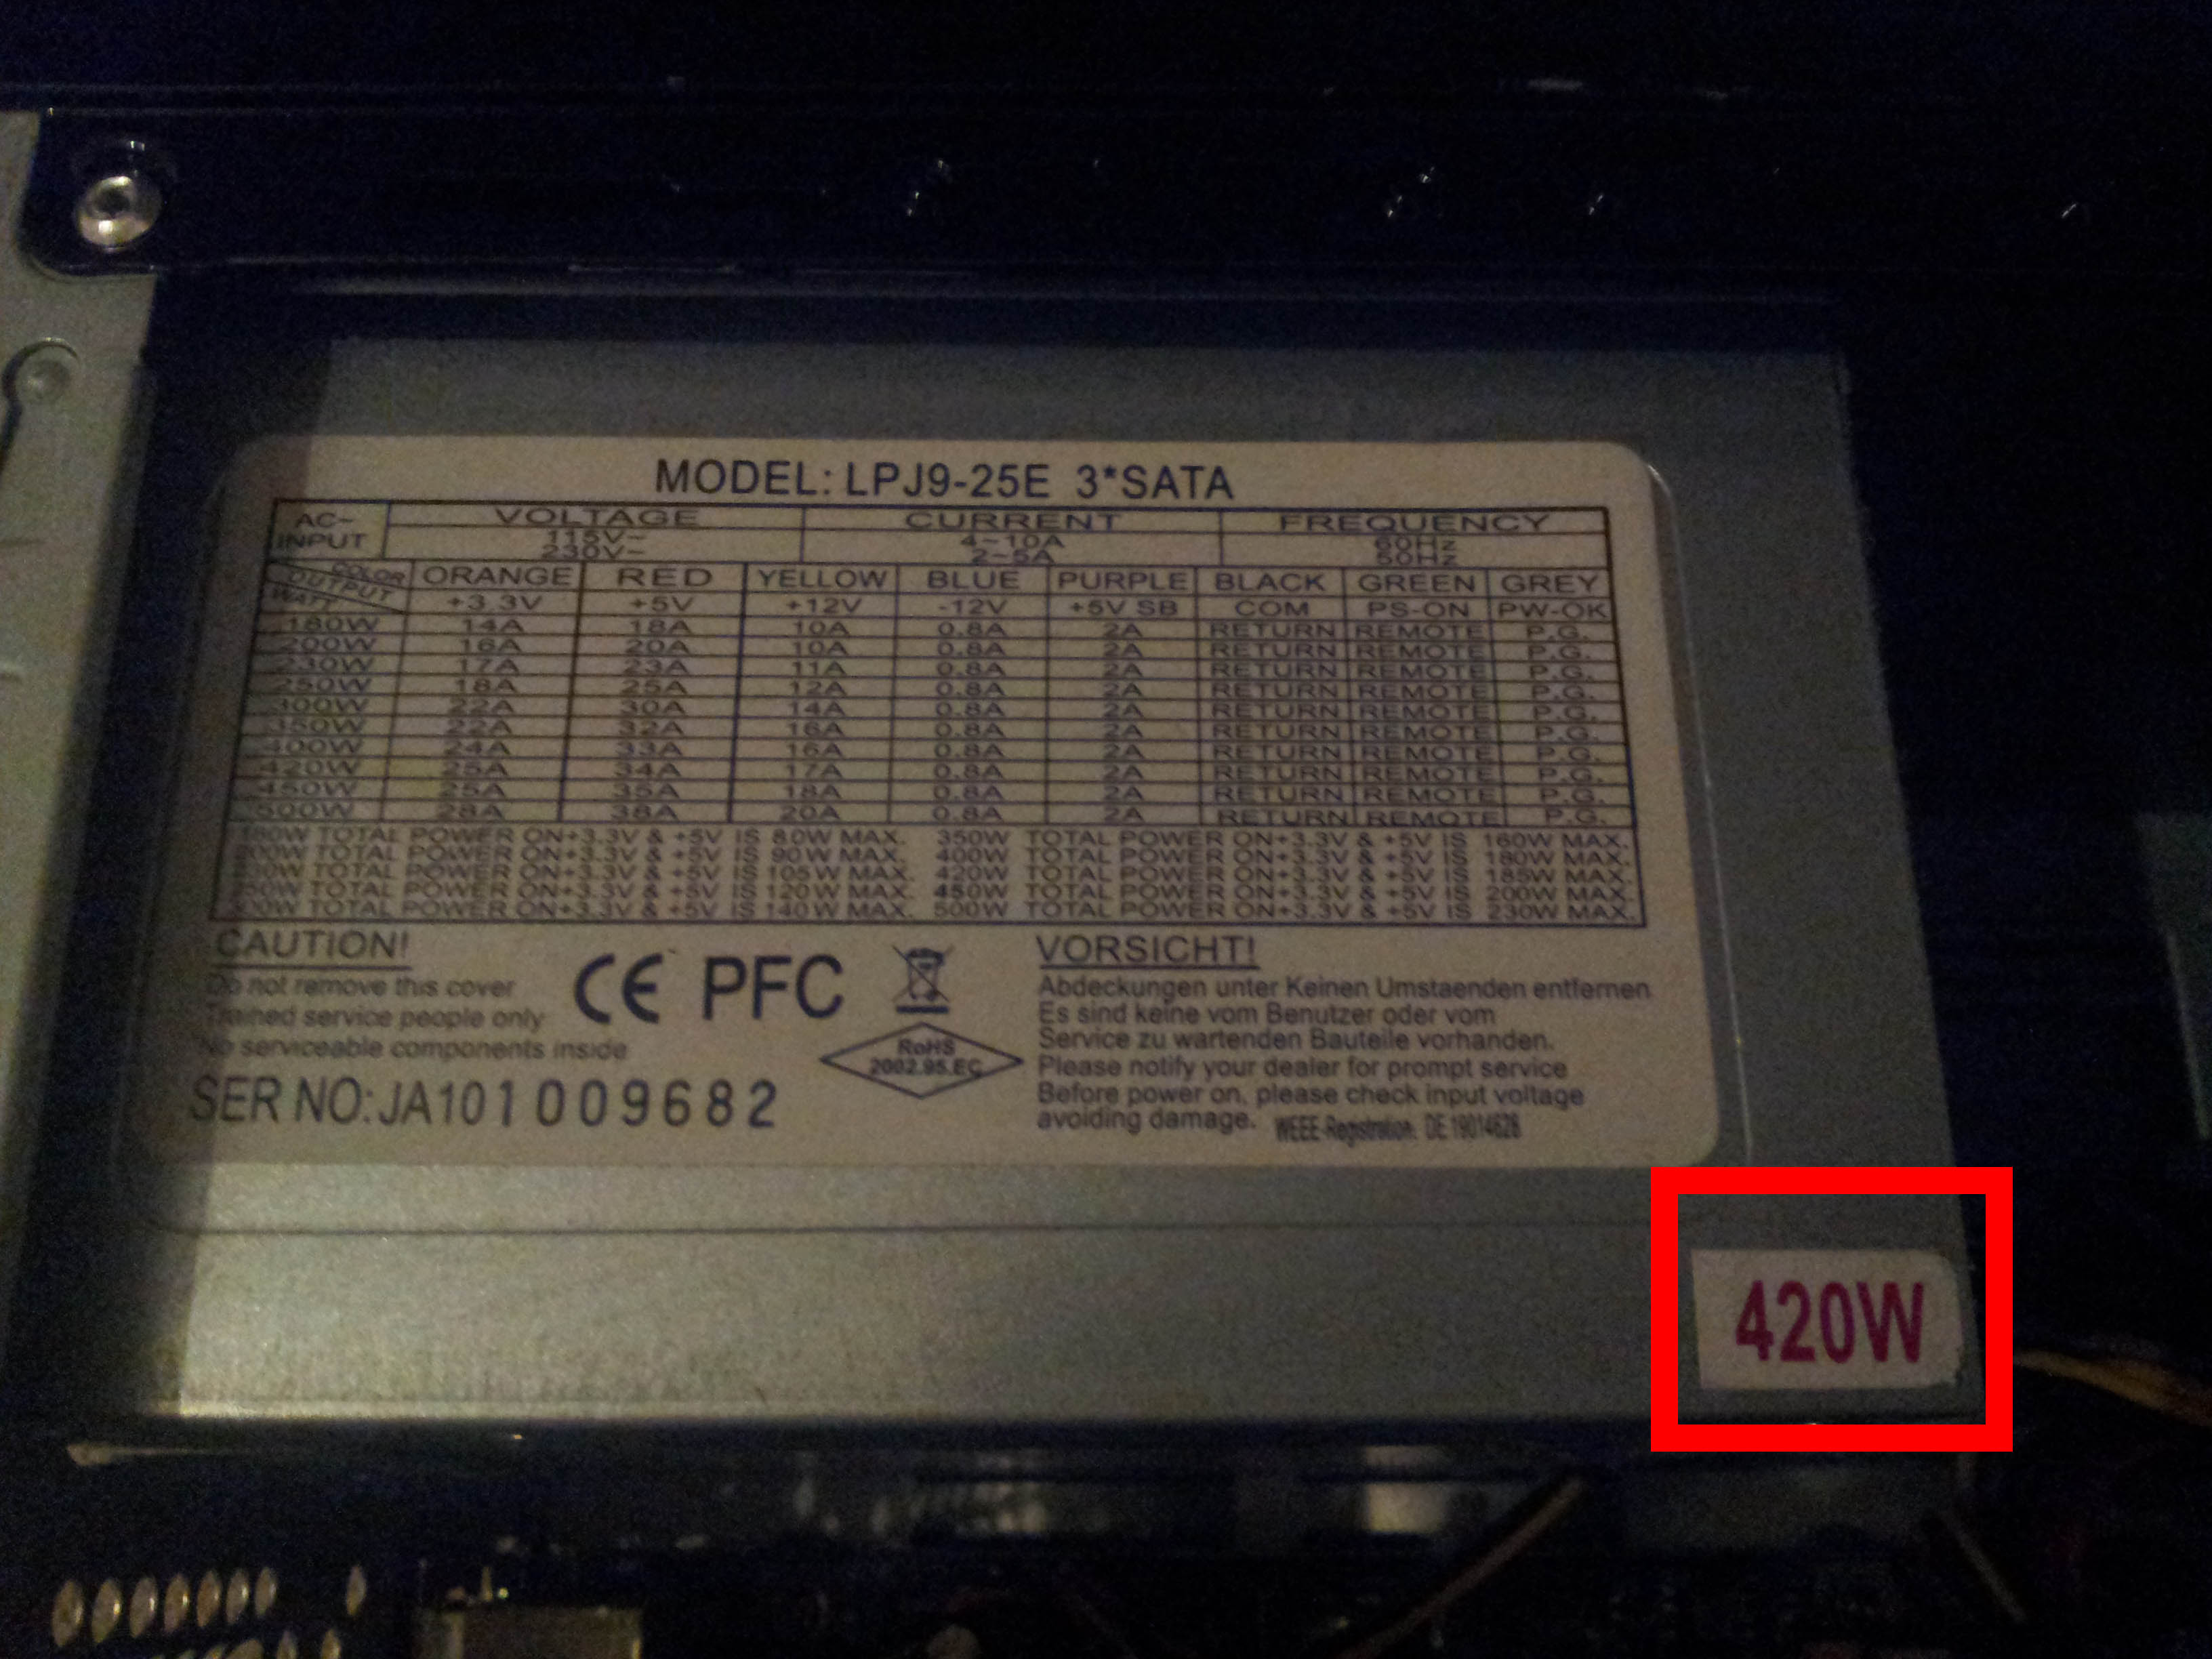 MODEL: LPJ9-25E 3*SATA
AC~ INPUT VOLTAGE CURRENT FREQUENCY
115V~ 4~10A 60Hz
230V~ 2~5A 50Hz
COLOR OUTPUT WATT ORANGE RED YELLOW BLUE PURPLE BLACK GREEN GREY
+3.3V +5V +12V -12V +5V SB COM PS-ON PW-OK
180W 14A 18A 10A 0.8A 2A RETURN REMOTE P.G.
200W 16A 20A 10A 0.8A 2A RETURN REMOTE P.G.
230W 17A 23A 11A 0.8A 2A RETURN REMOTE P.G.
250W 18A 25A 12A 0.8A 2A RETURN REMOTE P.G.
300W 22A 30A 14A 0.8A 2A RETURN REMOTE P.G.
350W 22A 32A 16A 0.8A 2A RETURN REMOTE P.G.
400W 24A 33A 16A 0.8A 2A RETURN REMOTE P.G.
420W 25A 34A 17A 0.8A 2A RETURN REMOTE P.G.
450W 25A 35A 18A 0.8A 2A RETURN REMOTE P.G.
500W 28A 38A 20A 0.8A 2A RETURN REMOTE P.G.
180W TOTAL POWER ON+3.3V & +5V IS 80W MAX. 350W TOTAL POWER ON+3.3V & +5V IS 160W MAX.
200W TOTAL POWER ON+3.3V & +5V IS 90W MAX. 400W TOTAL POWER ON+3.3V & +5V IS 180W MAX.
230W TOTAL POWER ON+3.3V & +5V IS 105W MAX. 420W TOTAL POWER ON+3.3V & +5V IS 185W MAX.
250W TOTAL POWER ON+3.3V & +5V IS 120W MAX. 450W TOTAL POWER ON+3.3V & +5V IS 200W MAX.
300W TOTAL POWER ON+3.3V & +5V IS 140W MAX. 500W TOTAL POWER ON+3.3V & +5V IS 230W MAX.
CAUTION!
Do not remove this cover
Trained service people only
No serviceable components inside
CE PFC
RoHS
2002.95.EC
SER NO:JA101009682
VORSICHT!
Abdeckungen unter Keinen Umstaenden entfernen
Es sind keine vom Benutzer oder vom
Service zu wartenden Bauteile vorhanden.
Please notify your dealer for prompt service
Before power on, please check input voltage
avoiding damage. WEEE-Registration: DE 19014628
420W